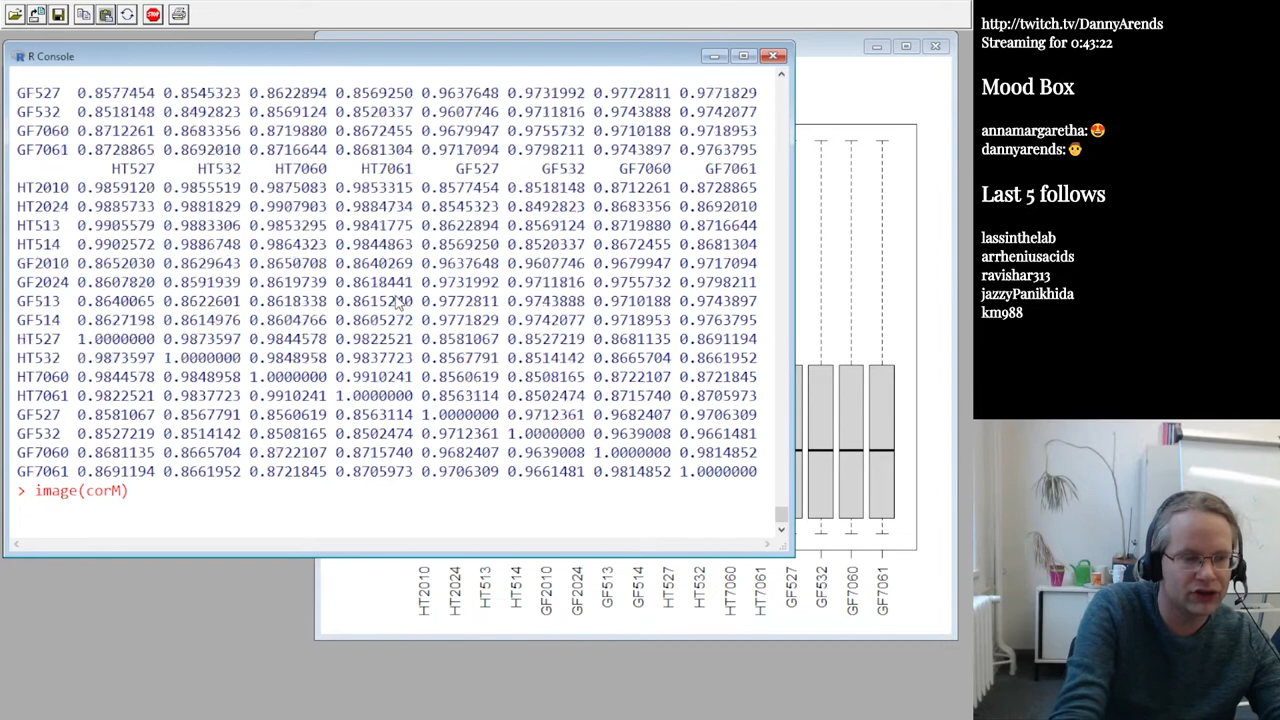 R Console
GF527 0.8577454 0.8545323 0.8622894 0.8569250 0.9637648 0.9731992 0.9772811 0.9771829
GF532 0.8518148 0.8492823 0.8569124 0.8520337 0.9607746 0.9711816 0.9743888 0.9742077
GF7060 0.8712261 0.8683356 0.8719880 0.8672455 0.9679947 0.9755732 0.9710188 0.9718953
GF7061 0.8728865 0.8692010 0.8716644 0.8681304 0.9717094 0.9798211 0.9743897 0.9763795
HT527 HT532 HT7060 HT7061 GF527 GF532 GF7060 GF7061
HT2010 0.9859120 0.9855519 0.9875083 0.9853315 0.8577454 0.8518148 0.8712261 0.8728865
HT2024 0.9885733 0.9881829 0.9907903 0.9884734 0.8545323 0.8492823 0.8683356 0.8692010
HT513 0.9905579 0.9883306 0.9853295 0.9841775 0.8622894 0.8569124 0.8719880 0.8716644
HT514 0.9902572 0.9886748 0.9864323 0.9844863 0.8569250 0.8520337 0.8672455 0.8681304
GF2010 0.8652030 0.8629643 0.8650708 0.8640269 0.9637648 0.9607746 0.9679947 0.9717094
GF2024 0.8607820 0.8591939 0.8619739 0.8618441 0.9731992 0.9711816 0.9755732 0.9798211
GF513 0.8640065 0.8622601 0.8618338 0.9772811 0.9743888 0.9710188 0.9743897
GF514 0.8627198 0.8614976 0.8604766 0.8605272 0.9771829 0.9742077 0.9718953 0.9763795
HT527 1.0000000 0.9873597 0.9844578 0.9822521 0.8581067 0.8527219 0.8681135 0.8691194
HT532 0.9873597 1.0000000 0.9848958 0.9837723 0.8567791 0.8514142 0.8665704 0.8661952
HT7060 0.9844578 0.9848958 1.0000000 0.9910241 0.8560619 0.8508165 0.8722107 0.8721845
HT7061 0.9822521 0.9837723 0.9910241 1.0000000 0.8563114 0.8502474 0.8715740 0.8705973
GF527 0.8581067 0.8567791 0.8560619 0.8563114 1.0000000 0.9712361 0.9682407 0.9706309
GF532 0.8527219 0.8514142 0.8508165 0.8502474 0.9712361 1.0000000 0.9639008 0.9661481
GF7060 0.8681135 0.8665704 0.8722107 0.8715740 0.9682407 0.9639008 1.0000000 0.9814852
GF7061 0.8691194 0.8661952 0.8721845 0.8705973 0.9706309 0.9661481 0.9814852 1.0000000
> image(corM)
HT2010
HT2024
HT513
HT514
GF2010
GF2024
GF513
GF514
HT527
HT532
HT7060
HT7061
GF527
GF532
GF7060
GF7061
STOP
http://twitch.tv/DannyArends
Streaming for 0:43:22
Mood Box
annamargaretha:
dannyarends:
Last 5 follows
lassinthelab
arrheniusacids
ravishar313
jazzyPanikhida
km988